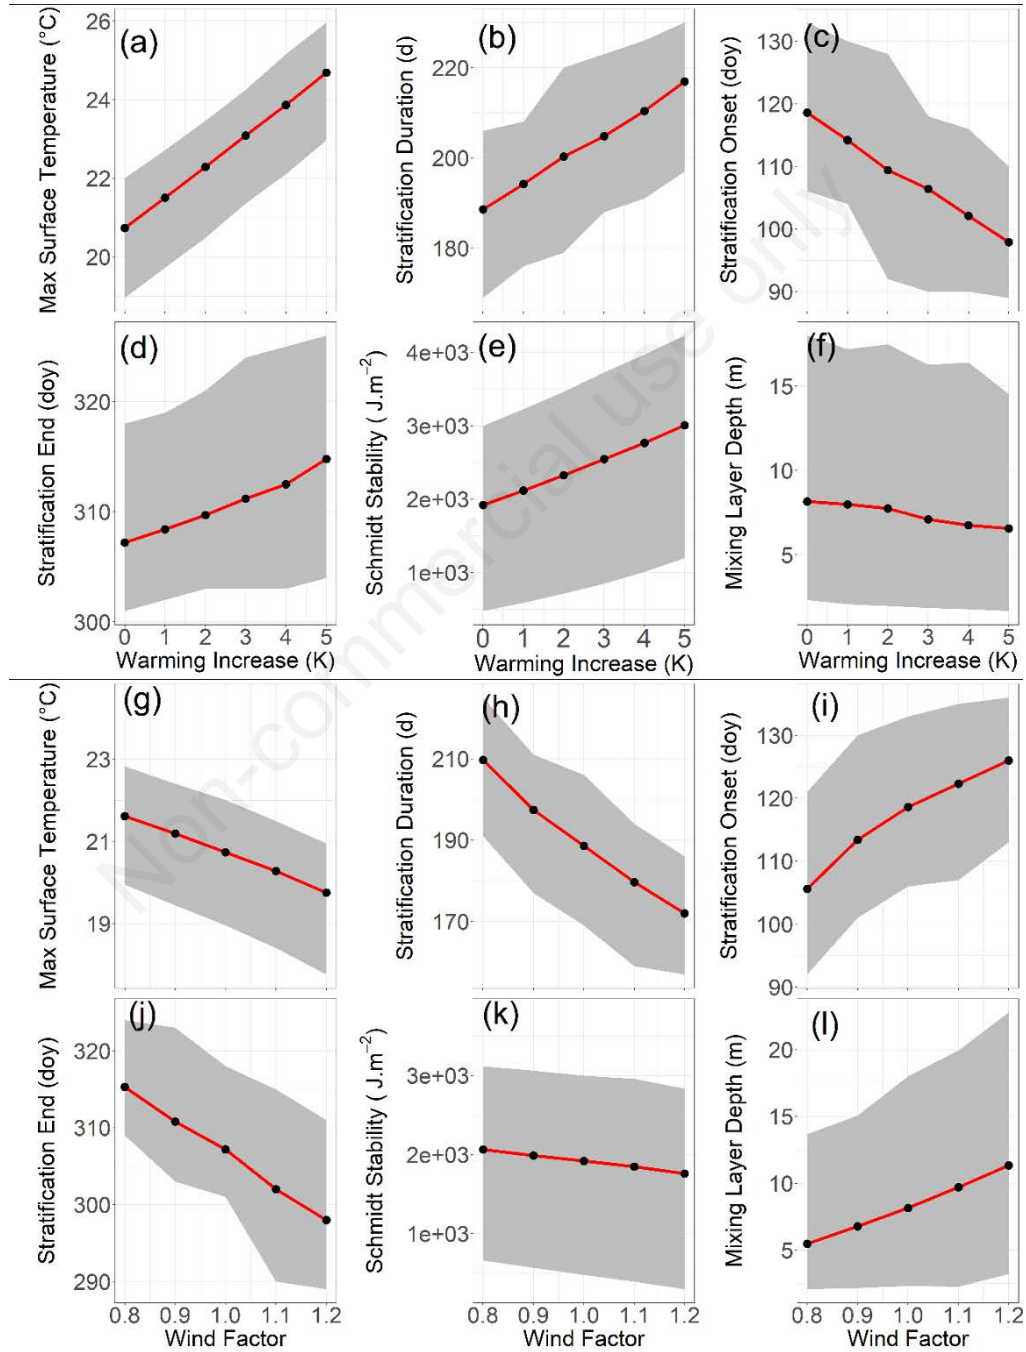 (a)
Max Surface Temperature (°C)
26
24
22
20
(b)
Stratification Duration (d)
220
200
180
(c)
Stratification Onset (doy)
130
120
110
100
90
(d)
Stratification End (doy)
320
310
300
0 1 2 3 4 5
Warming Increase (K)
(e)
Schmidt Stability ( J.m−2)
4e+03
3e+03
2e+03
1e+03
0 1 2 3 4 5
Warming Increase (K)
(f)
Mixing Layer Depth (m)
15
10
5
0 1 2 3 4 5
Warming Increase (K)
(g)
Max Surface Temperature (°C)
23
21
19
(h)
Stratification Duration (d)
210
190
170
(i)
Stratification Onset (doy)
130
120
110
100
90
(j)
Stratification End (doy)
320
310
300
290
0.8 0.9 1.0 1.1 1.2
Wind Factor
(k)
Schmidt Stability ( J.m−2)
3e+03
2e+03
1e+03
0.8 0.9 1.0 1.1 1.2
Wind Factor
(l)
Mixing Layer Depth (m)
20
15
10
5
0.8 0.9 1.0 1.1 1.2
Wind Factor
Non-commercial use only